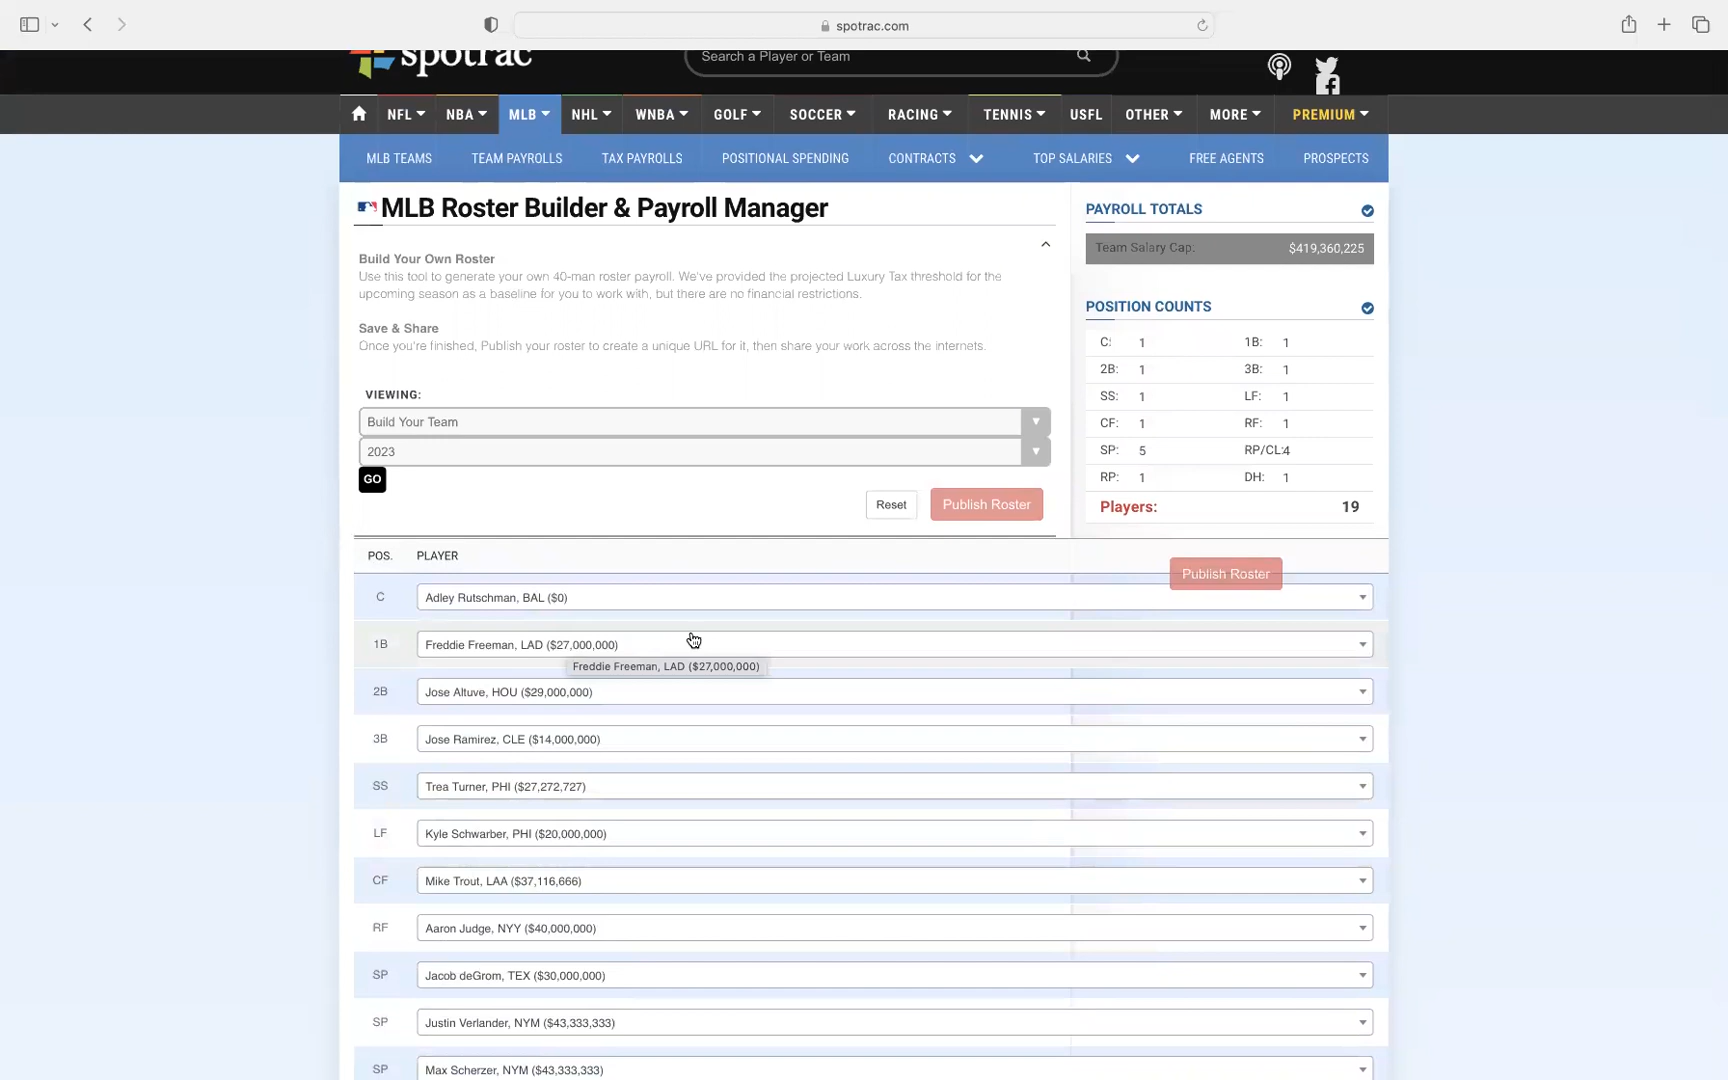 spotrac.com
spotrac
Search a Player or Team
NFL NBA MLB NHL WNBA GOLF SOCCER RACING TENNIS USFL OTHER MORE PREMIUM
MLB TEAMS TEAM PAYROLLS TAX PAYROLLS POSITIONAL SPENDING CONTRACTS TOP SALARIES FREE AGENTS PROSPECTS
MLB Roster Builder & Payroll Manager
Build Your Own Roster
Use this tool to generate your own 40-man roster payroll. We've provided the projected Luxury Tax threshold for the
upcoming season as a baseline for you to work with, but there are no financial restrictions.
Save & Share
Once you're finished, Publish your roster to create a unique URL for it, then share your work across the internets.
VIEWING:
Build Your Team
2023
GO
Reset Publish Roster
PAYROLL TOTALS
Team Salary Cap: $419,360,225
POSITION COUNTS
C: 1 1B: 1
2B: 1 3B: 1
SS: 1 LF: 1
CF: 1 RF: 1
SP: 5 RP/CL:4
RP: 1 DH: 1
Players: 19
Publish Roster
POS. PLAYER
C Adley Rutschman, BAL ($0)
1B Freddie Freeman, LAD ($27,000,000)
Freddie Freeman, LAD ($27,000,000)
2B Jose Altuve, HOU ($29,000,000)
3B Jose Ramirez, CLE ($14,000,000)
SS Trea Turner, PHI ($27,272,727)
LF Kyle Schwarber, PHI ($20,000,000)
CF Mike Trout, LAA ($37,116,666)
RF Aaron Judge, NYY ($40,000,000)
SP Jacob deGrom, TEX ($30,000,000)
SP Justin Verlander, NYM ($43,333,333)
SP Max Scherzer, NYM ($43,333,333)